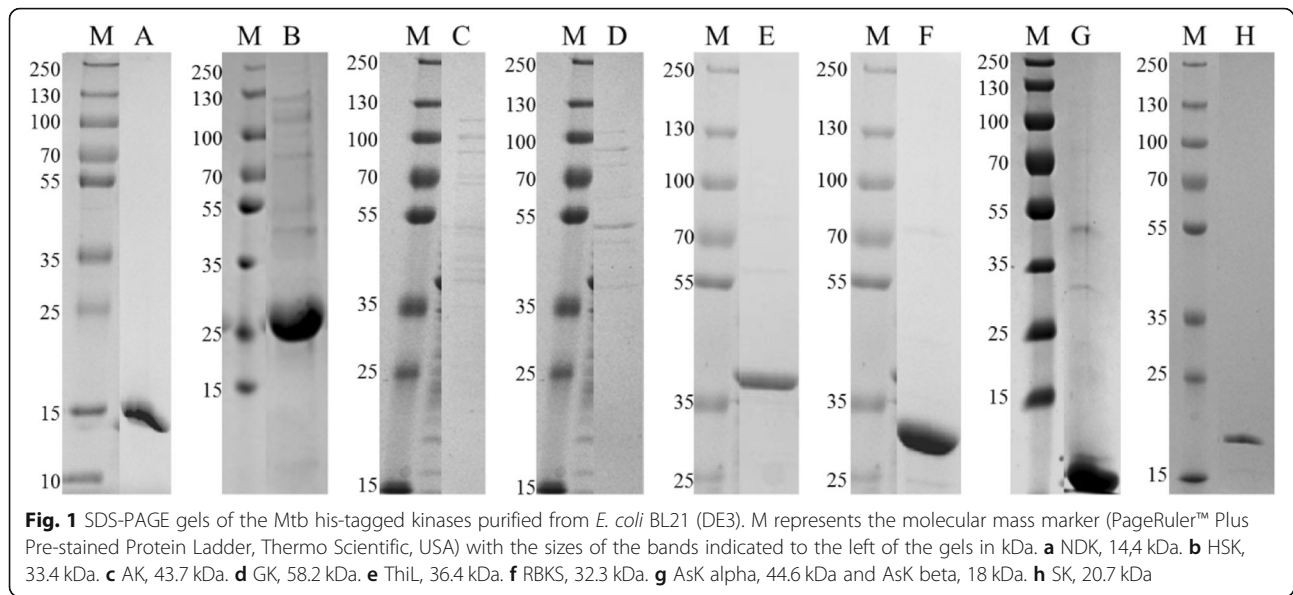 M A M B M C M D M E M F M G M H
250 250 250 250 250 250 250 250
130 130 130 130 130 130 130 130
100 100 100 100 100 100 100 100
70 70 70 70 70 70 70 70
55 55 55 55 55 55 55 55
35 35 35 35 35 35 35 35
25 25 25 25 25 25 25 25
15 15 15 15 15 15
10
Fig. 1 SDS-PAGE gels of the Mtb his-tagged kinases purified from E. coli BL21 (DE3). M represents the molecular mass marker (PageRuler™ Plus
Pre-stained Protein Ladder, Thermo Scientific, USA) with the sizes of the bands indicated to the left of the gels in kDa. a NDK, 14,4 kDa. b HSK,
33.4 kDa. c AK, 43.7 kDa. d GK, 58.2 kDa. e ThiL, 36.4 kDa. f RBKS, 32.3 kDa. g AsK alpha, 44.6 kDa and AsK beta, 18 kDa. h SK, 20.7 kDa